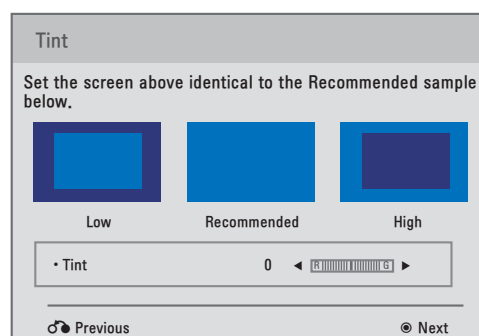 Tint
Set the screen above identical to the Recommended sample
below.
Low Recommended High
• Tint 0 ◄ R G ►
Previous ◉ Next